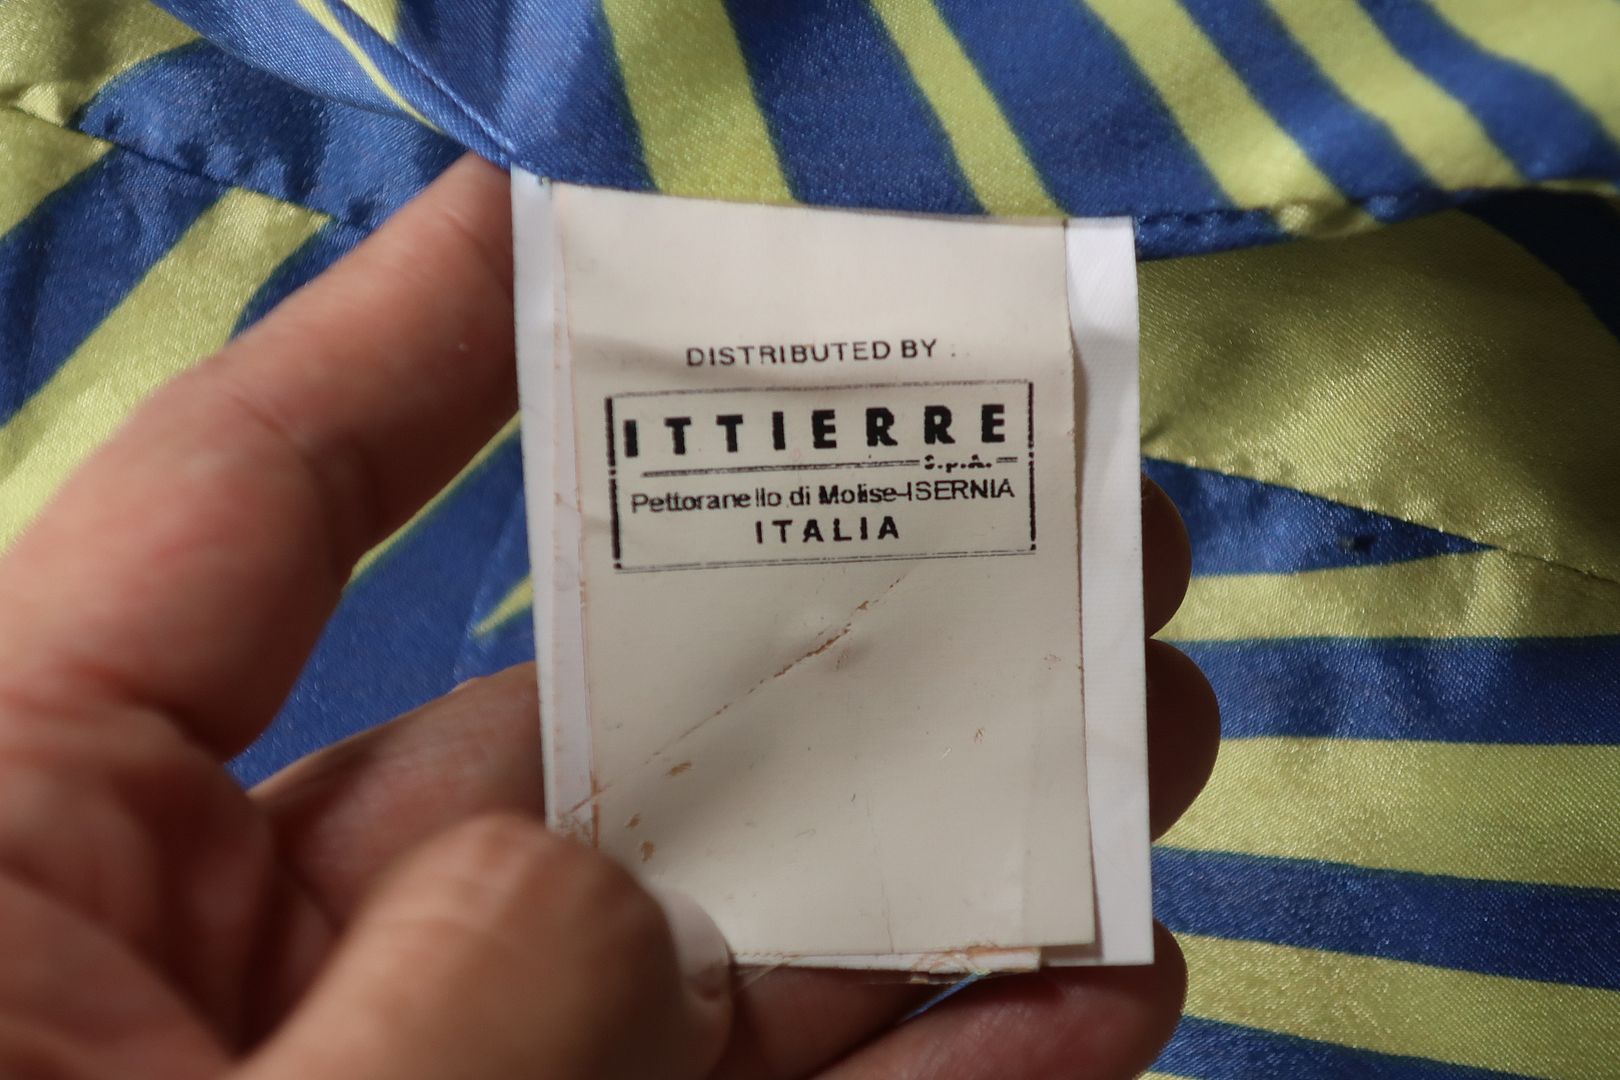 DISTRIBUTED BY :
ITTIERRE
S.p.A.
Pettoranello di Molise-ISERNIA
ITALIA